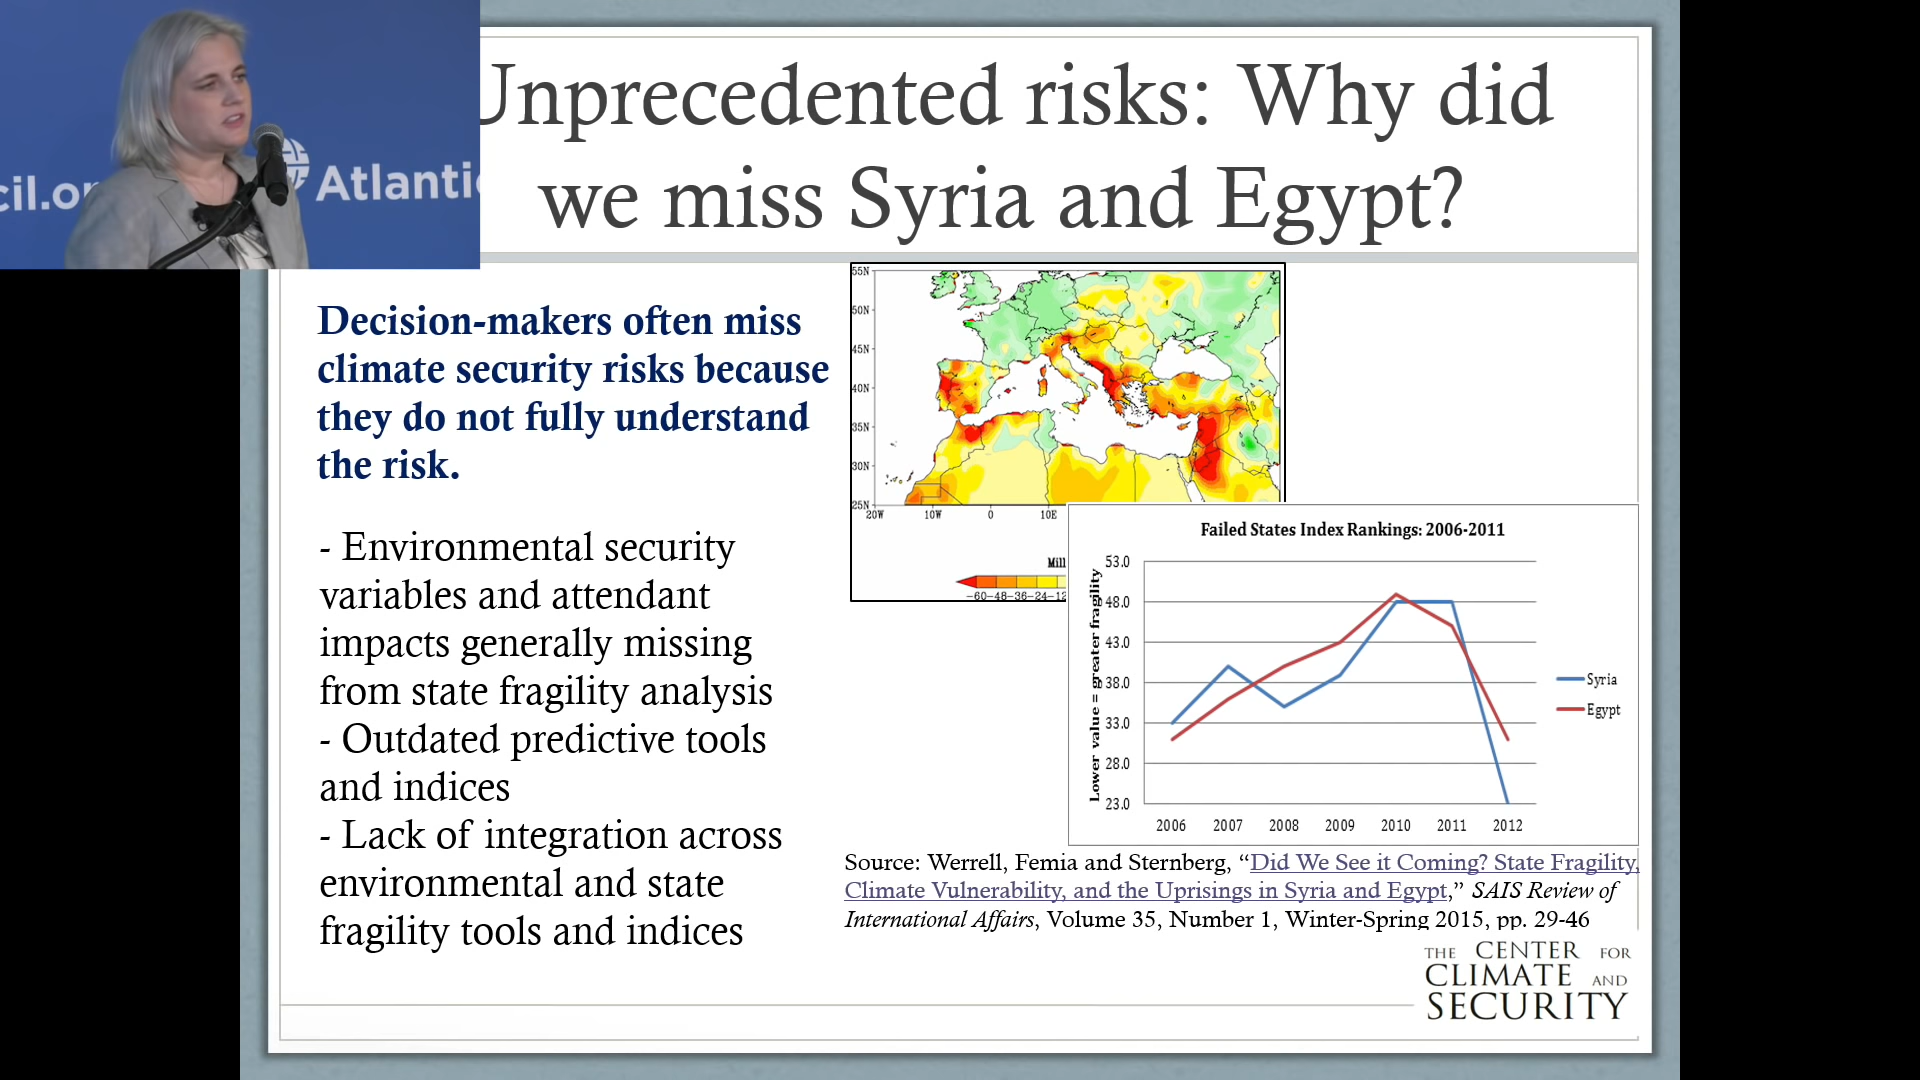 cil.or
Atlantic
Unprecedented risks: Why did
we miss Syria and Egypt?
Decision-makers often miss
climate security risks because
they do not fully understand
the risk.
- Environmental security
variables and attendant
impacts generally missing
from state fragility analysis
- Outdated predictive tools
and indices
- Lack of integration across
environmental and state
fragility tools and indices
55N
50N
45N
40N
35N
30N
25N
20W 10W 0 10E
Mill
-60-48-36-24-12
Failed States Index Rankings: 2006-2011
Lower value = greater fragility
53.0
48.0
43.0
38.0
33.0
28.0
23.0
2006 2007 2008 2009 2010 2011 2012
Syria
Egypt
Source: Werrell, Femia and Sternberg, “Did We See it Coming? State Fragility,
Climate Vulnerability, and the Uprisings in Syria and Egypt,” SAIS Review of
International Affairs, Volume 35, Number 1, Winter-Spring 2015, pp. 29-46
THE CENTER FOR
CLIMATE AND
SECURITY